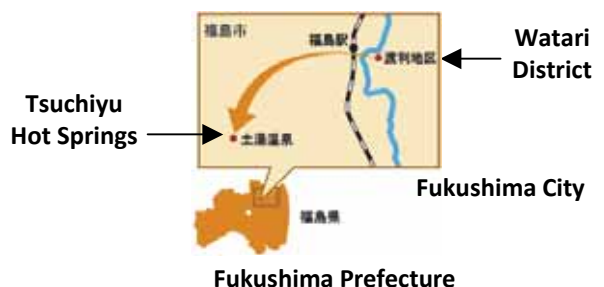 福島市
福島駅
渡利地区
Watari
District
Tsuchiyu
Hot Springs
土湯温泉
Fukushima City
福島県
Fukushima Prefecture